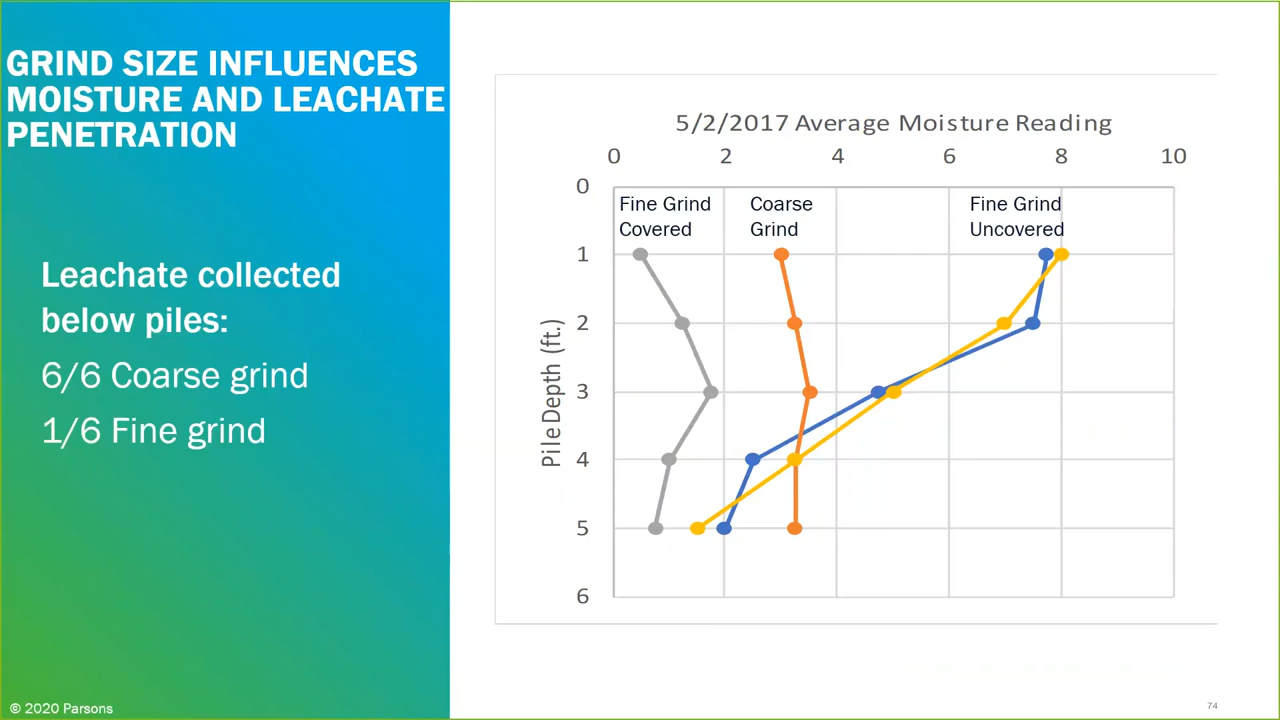 GRIND SIZE INFLUENCES
MOISTURE AND LEACHATE
PENETRATION
Leachate collected
below piles:
6/6 Coarse grind
1/6 Fine grind
© 2020 Parsons
5/2/2017 Average Moisture Reading
0 2 4 6 8 10
Pile Depth (ft.)
0
Fine Grind
Covered
Coarse
Grind
Fine Grind
Uncovered
1
2
3
4
5
6
74